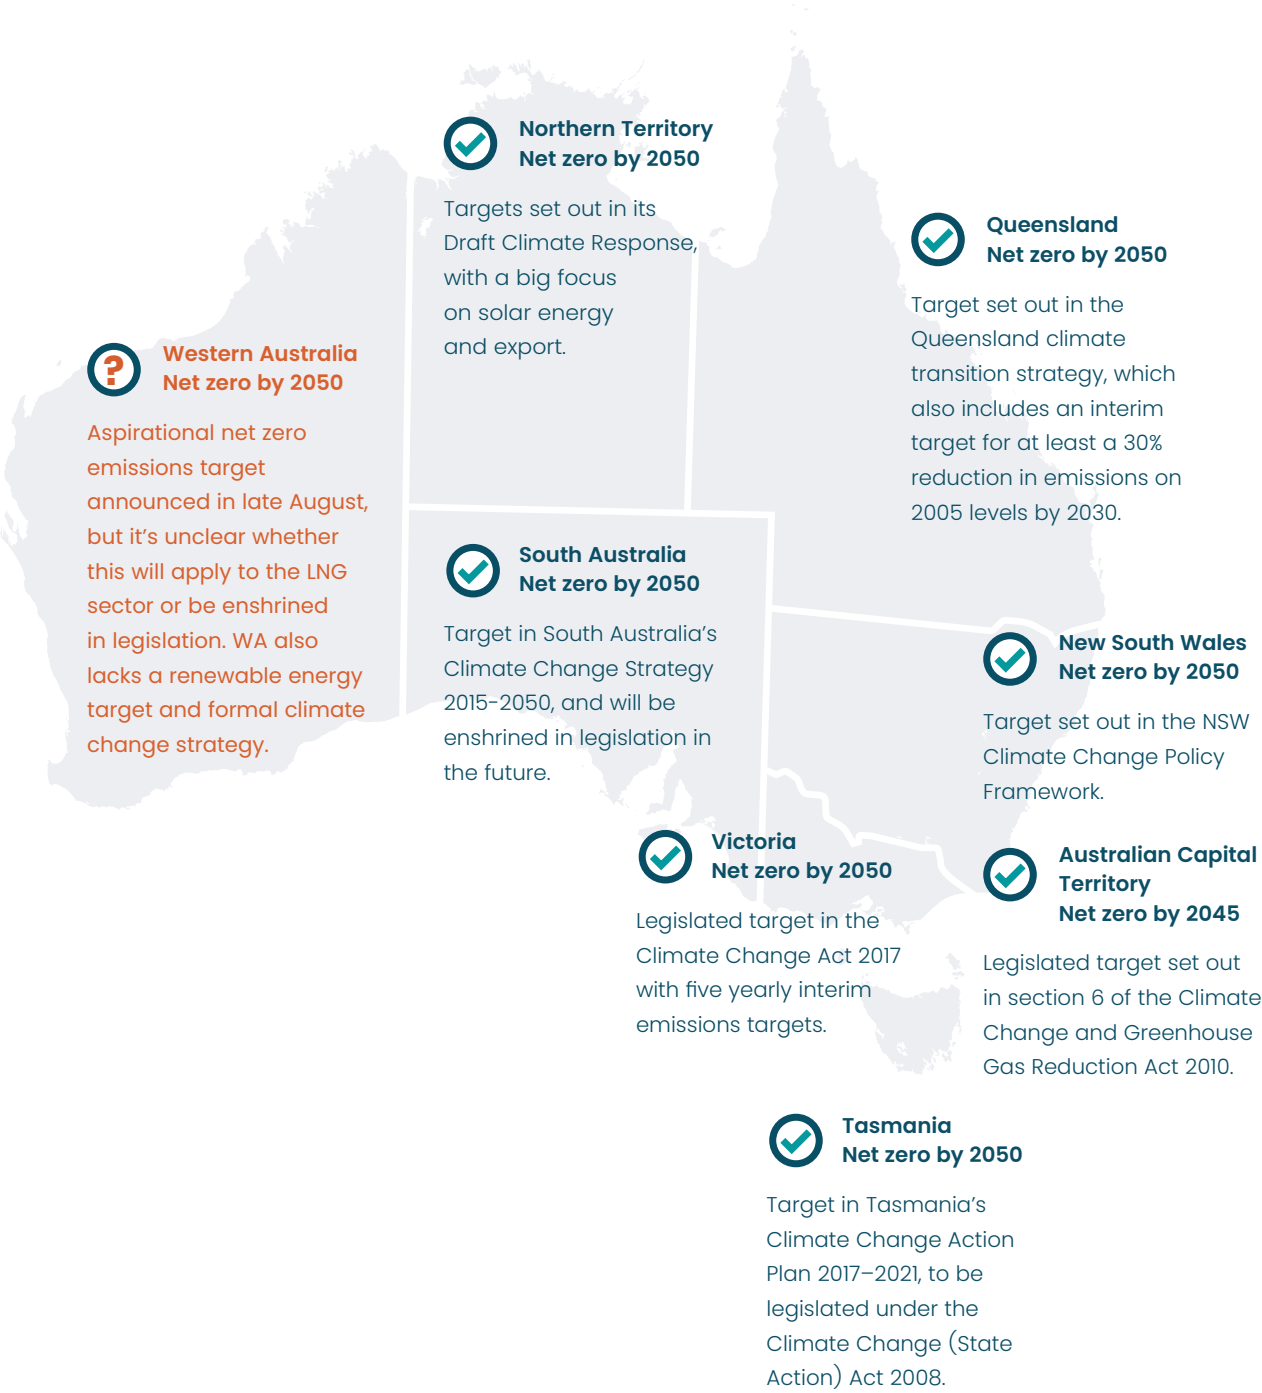 Northern Territory
Net zero by 2050
Targets set out in its
Draft Climate Response,
with a big focus
on solar energy
and export.
Queensland
Net zero by 2050
Target set out in the
Queensland climate
transition strategy, which
also includes an interim
target for at least a 30%
reduction in emissions on
2005 levels by 2030.
?
Western Australia
Net zero by 2050
Aspirational net zero
emissions target
announced in late August,
but it’s unclear whether
this will apply to the LNG
sector or be enshrined
in legislation. WA also
lacks a renewable energy
target and formal climate
change strategy.
South Australia
Net zero by 2050
Target in South Australia’s
Climate Change Strategy
2015-2050, and will be
enshrined in legislation in
the future.
New South Wales
Net zero by 2050
Target set out in the NSW
Climate Change Policy
Framework.
Victoria
Net zero by 2050
Legislated target in the
Climate Change Act 2017
with five yearly interim
emissions targets.
Australian Capital
Territory
Net zero by 2045
Legislated target set out
in section 6 of the Climate
Change and Greenhouse
Gas Reduction Act 2010.
Tasmania
Net zero by 2050
Target in Tasmania’s
Climate Change Action
Plan 2017–2021, to be
legislated under the
Climate Change (State
Action) Act 2008.